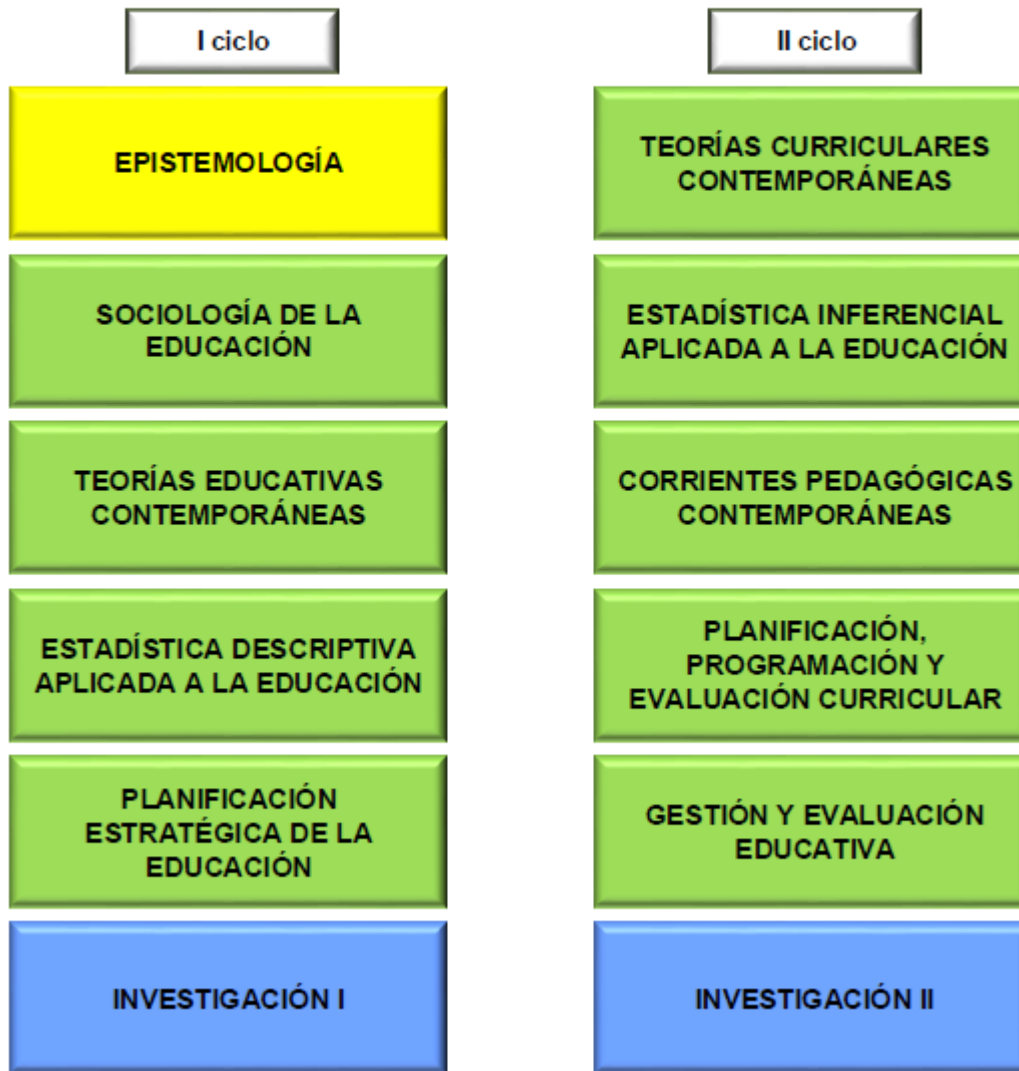 I ciclo
EPISTEMOLOGÍA
SOCIOLOGÍA DE LA
EDUCACIÓN
TEORÍAS EDUCATIVAS
CONTEMPORÁNEAS
ESTADÍSTICA DESCRIPTIVA
APLICADA A LA EDUCACIÓN
PLANIFICACIÓN
ESTRATÉGICA DE LA
EDUCACIÓN
INVESTIGACIÓN I
II ciclo
TEORÍAS CURRICULARES
CONTEMPORÁNEAS
ESTADÍSTICA INFERENCIAL
APLICADA A LA EDUCACIÓN
CORRIENTES PEDAGÓGICAS
CONTEMPORÁNEAS
PLANIFICACIÓN,
PROGRAMACIÓN Y
EVALUACIÓN CURRICULAR
GESTIÓN Y EVALUACIÓN
EDUCATIVA
INVESTIGACIÓN II